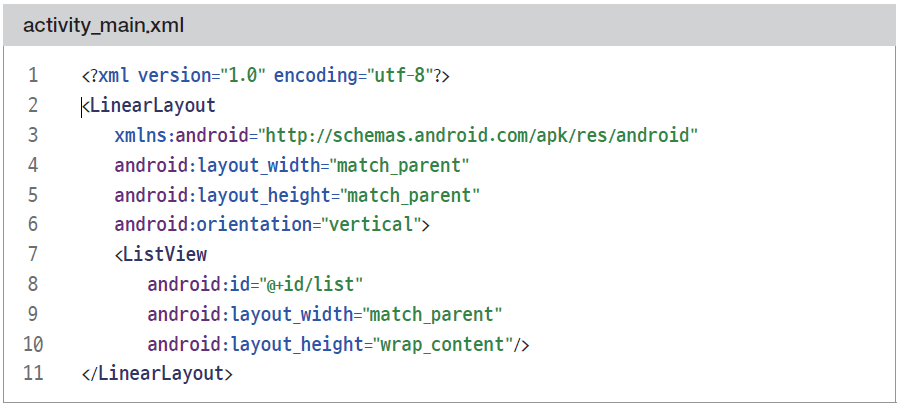 activity_main.xml
1 <?xml version="1.0" encoding="utf-8"?>
2 <LinearLayout
3 xmlns:android="http://schemas.android.com/apk/res/android"
4 android:layout_width="match_parent"
5 android:layout_height="match_parent"
6 android:orientation="vertical">
7 <ListView
8 android:id="@+id/list"
9 android:layout_width="match_parent"
10 android:layout_height="wrap_content"/>
11 </LinearLayout>